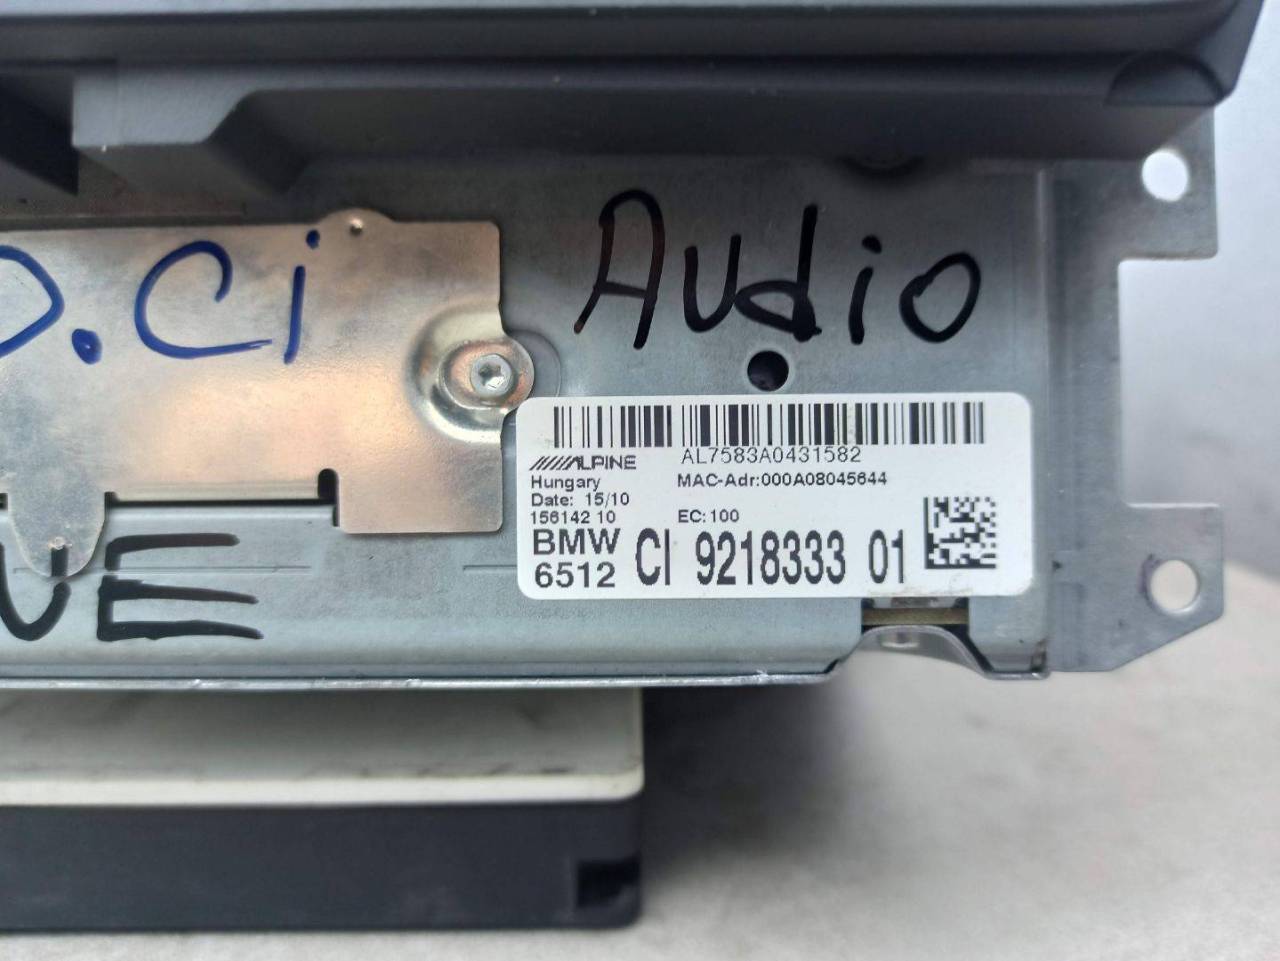 Audio
D.Ci
ALPINE
AL7583A0431582
Hungary
MAC-Adr:000A08045644
Date: 15/10
156142 10
EC:100
BMW
6512
CI 9218333 01
VE